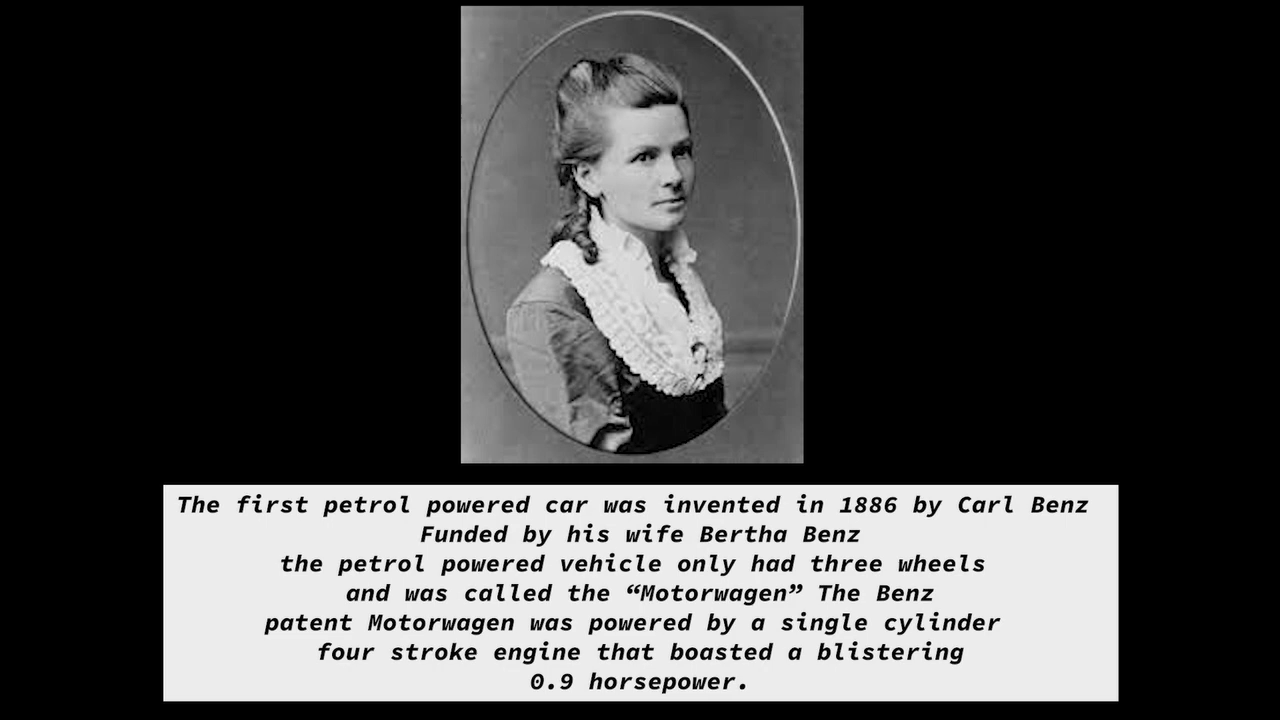 The first petrol powered car was invented in 1886 by Carl Benz
Funded by his wife Bertha Benz
the petrol powered vehicle only had three wheels
and was called the “Motorwagen” The Benz
patent Motorwagen was powered by a single cylinder
four stroke engine that boasted a blistering
0.9 horsepower.